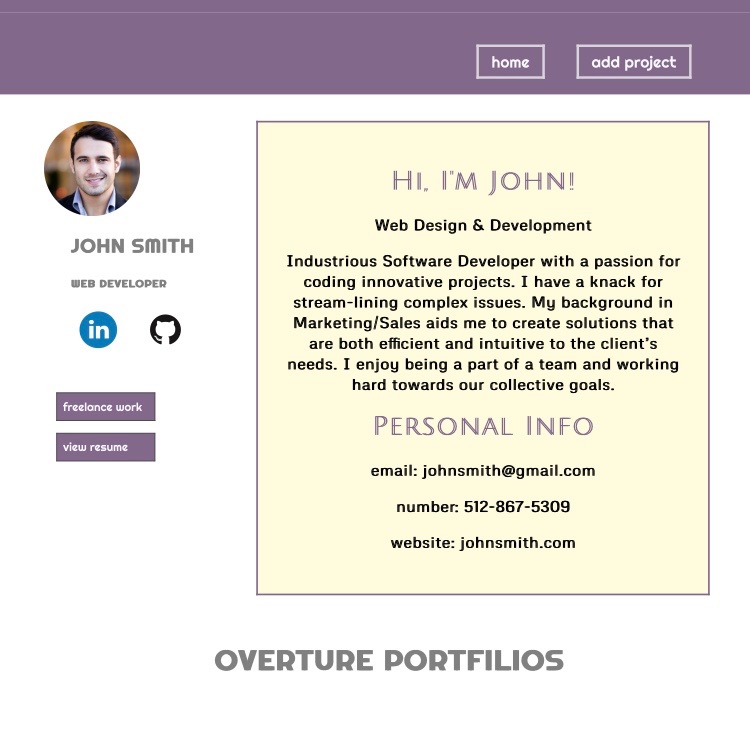 home
add project
JOHN SMITH
WEB DEVELOPER
in
freelance work
view resume
Hi, I"m John!
Web Design & Development
Industrious Software Developer with a passion for
coding innovative projects. I have a knack for
stream-lining complex issues. My background in
Marketing/Sales aids me to create solutions that
are both efficient and intuitive to the client's
needs. I enjoy being a part of a team and working
hard towards our collective goals.
Personal Info
email: johnsmith@gmail.com
number: 512-867-5309
website: johnsmith.com
OVERTURE PORTFILIOS